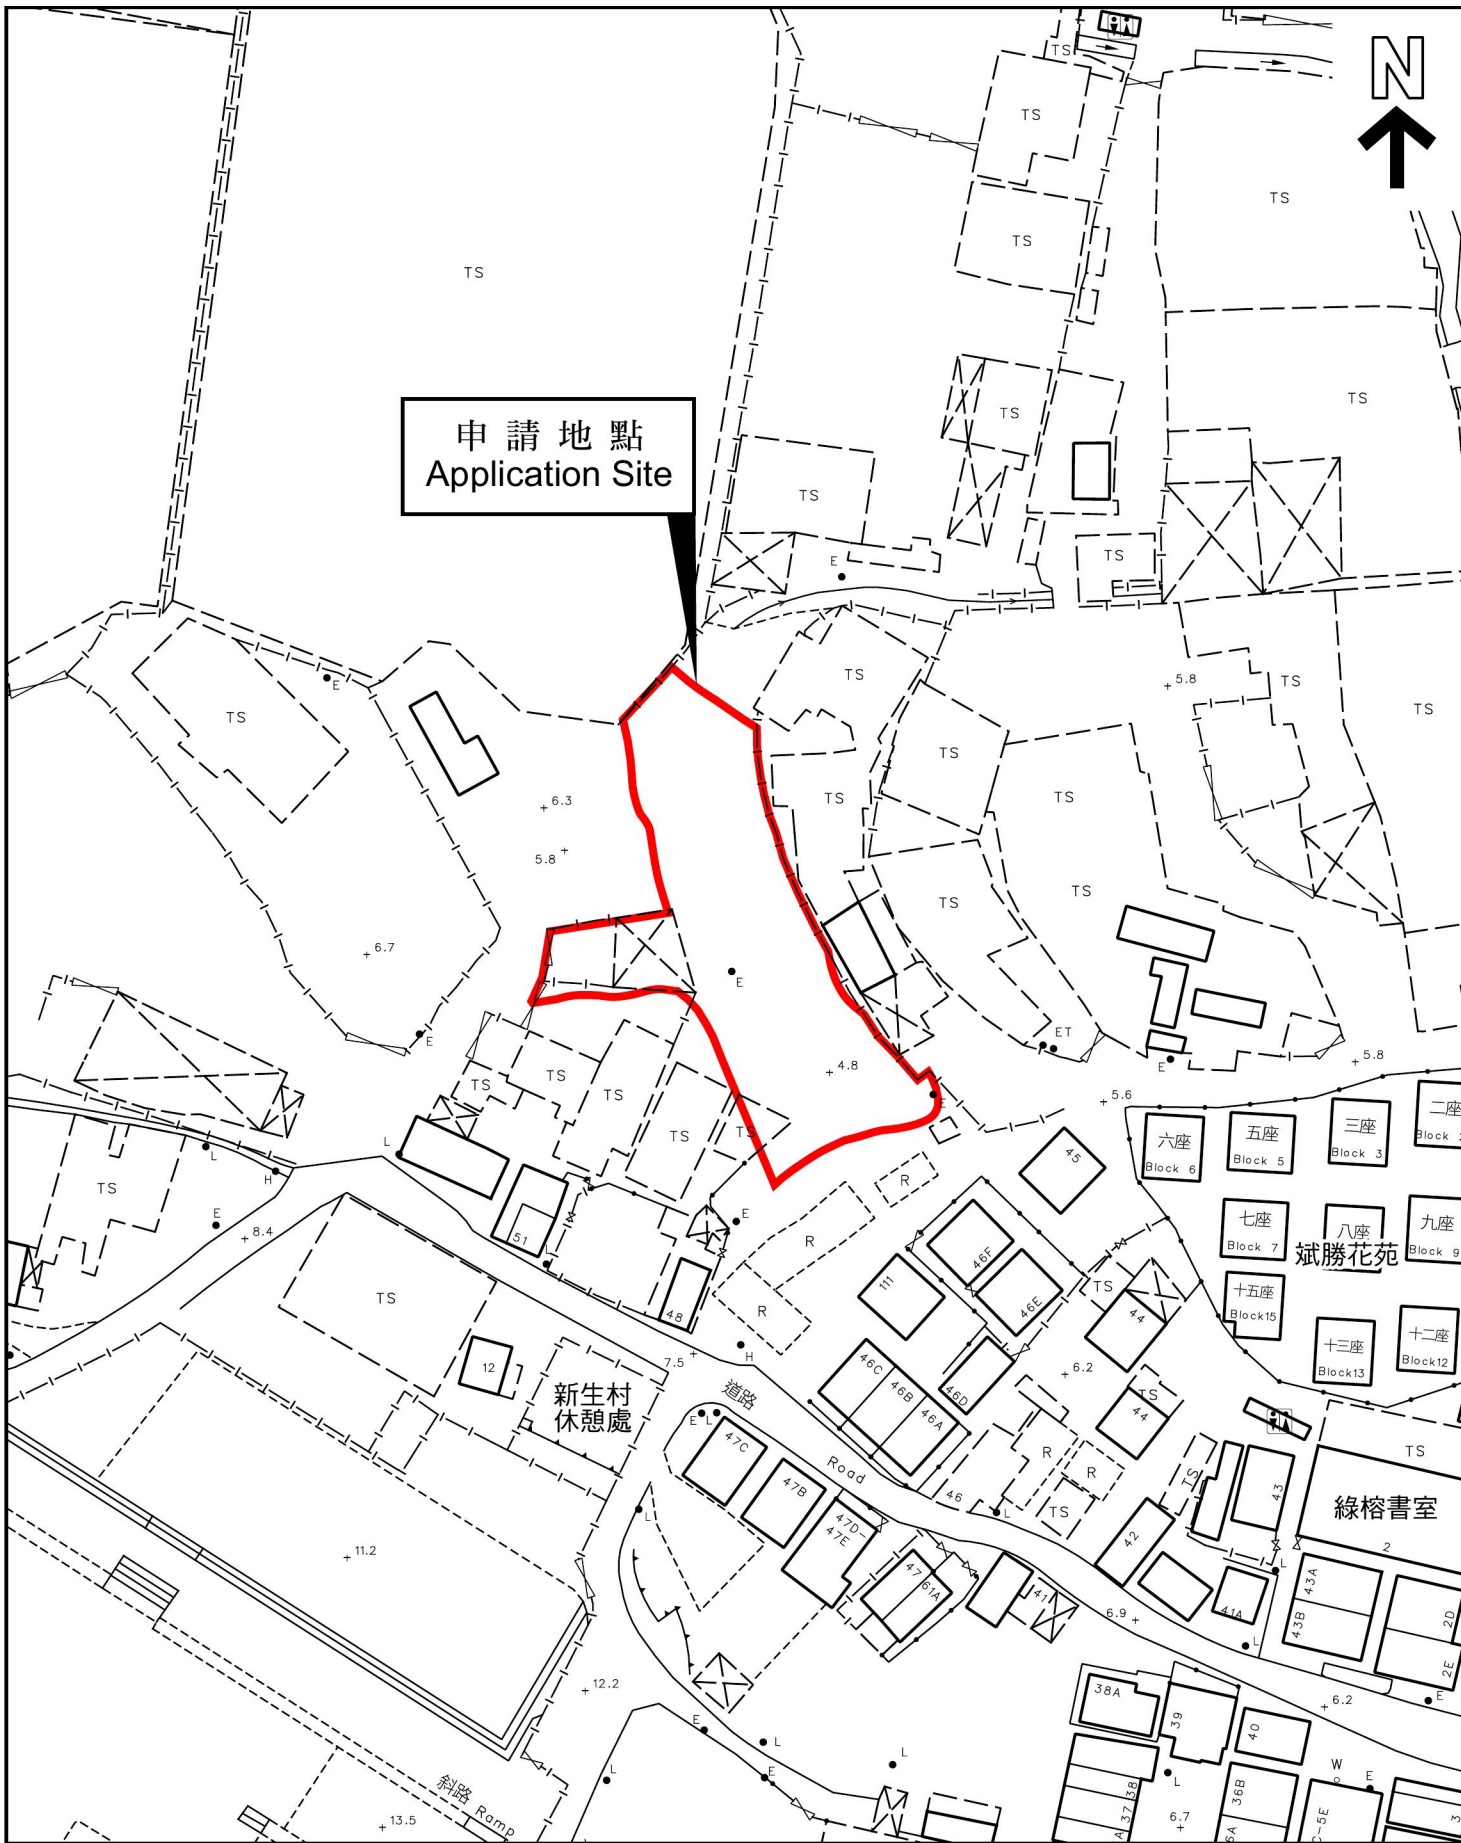 N
TS
TS
TS
TS
TS
TS
TS
TS
TS
申請地點
Application Site
E
TS
E
TS
TS
TS
5.8
TS
TS
TS
TS
6.3
5.8
TS
TS
6.7
E
E
4.8
ET
E
5.8
E
5.6
TS
TS
TS
TS
TS
L
L
H
TS
E
8.4
51
L
48
E
H
7.5
R
R
R
45
46F
46E
111
46C
46B
46A
46D
TS
44
6.2
TS
44
六座
Block 6
五座
Block 5
三座
Block 3
二座
七座
Block 7
八座
九座
Block 9
斌勝花苑
十五座
Block15
十三座
Block13
十二座
Block12
TS
12
新生村
休憩處
道路
Road
E
L
47C
47B
47D-
47E
47
61A
L
46
L
R
R
TS
TS
42
43
TS
綠榕書室
2
L
41A
43A
43B
2D
2E
41
6.9
L
11.2
12.2
斜路
Ramp
13.5
L
E
L
E
L
38A
39
40
6.2
E
W
E
L
37
38
36B
6.7